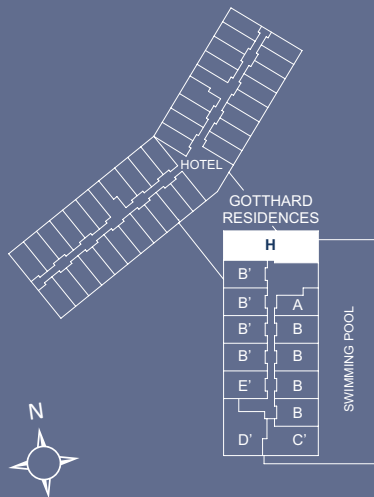 HOTEL
GOTTHARD
RESIDENCES
H
B'
B' A
B' B
B' B
E' B
B
D' C'
SWIMMING POOL
N